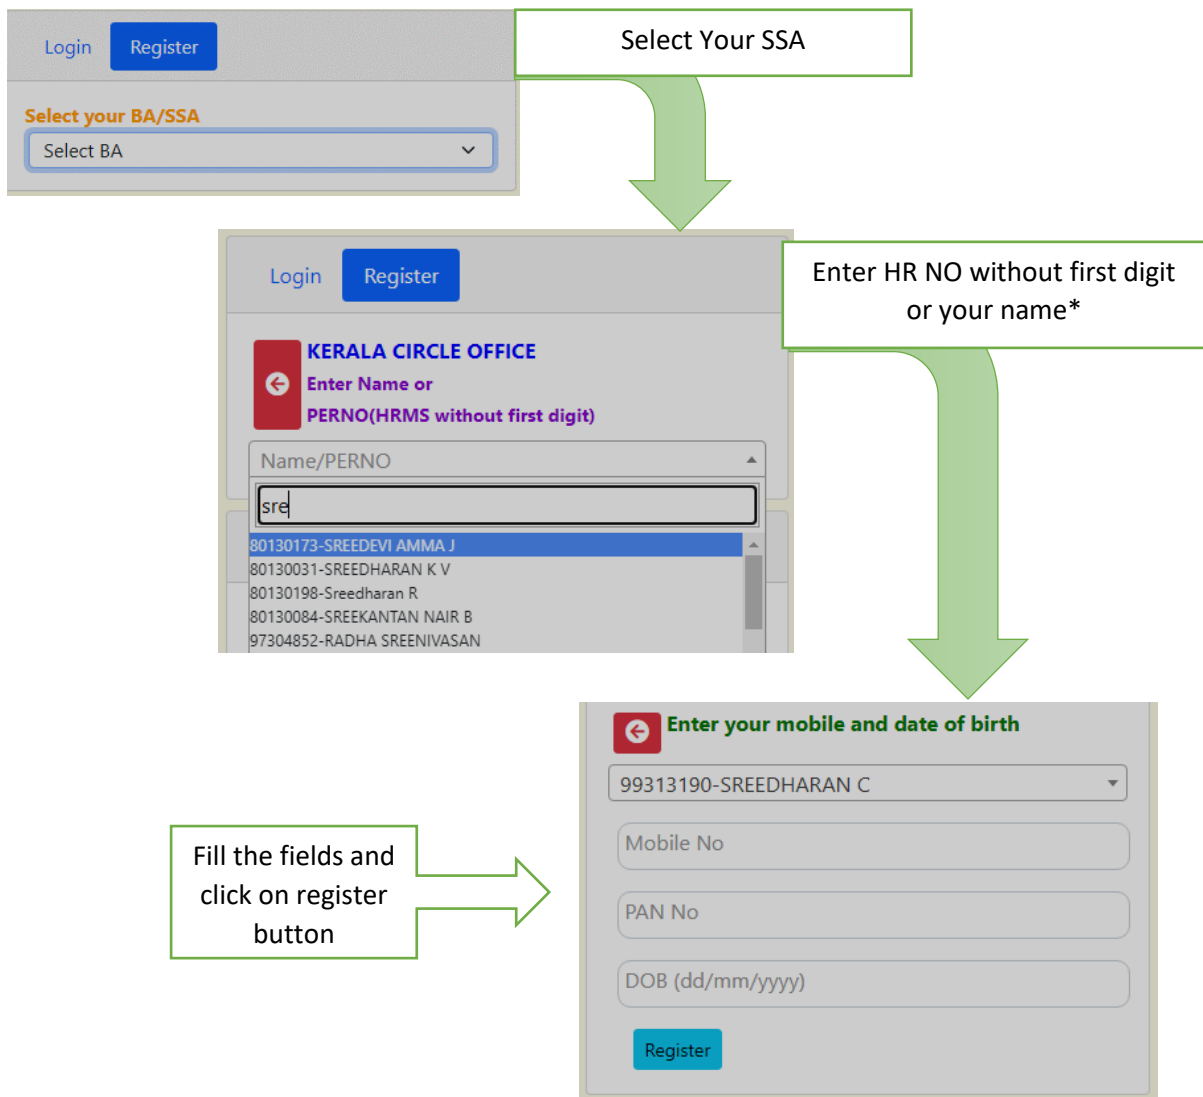 Login Register
Select your BA/SSA
Select BA
Select Your SSA
Login Register
KERALA CIRCLE OFFICE
Enter Name or
PERNO(HRMS without first digit)
Name/PERNO
sre
80130173-SREEDEVI AMMA J
80130031-SREEDHARAN K V
80130198-Sreedharan R
80130084-SREEKANTAN NAIR B
97304852-RADHA SREENIVASAN
Enter HR NO without first digit
or your name*
Enter your mobile and date of birth
99313190-SREEDHARAN C
Mobile No
PAN No
DOB (dd/mm/yyyy)
Register
Fill the fields and
click on register
button